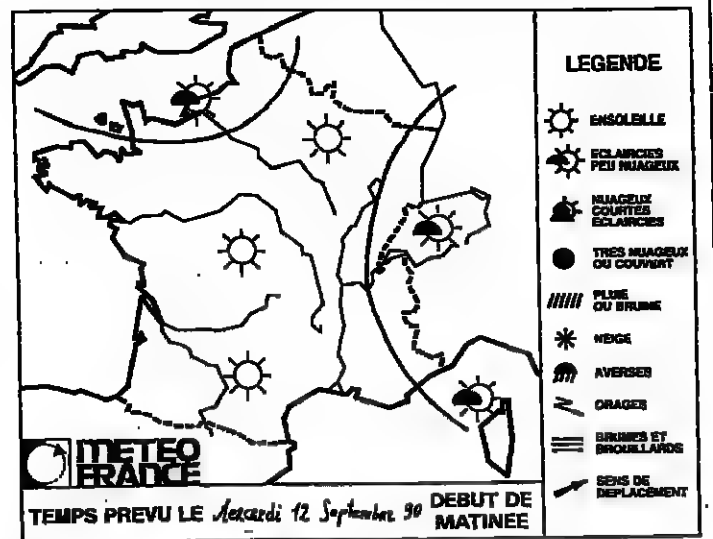 LEGENDE
ENSOLEILLE
ECLAIRCIES
PEU NUAGEUX
NUAGEUX
COURTES
ECLAIRCIES
TRES NUAGEUX
OU COUVERT
PLUIE
OU BRUINE
NEIGE
AVERSES
ORAGES
BRUMES ET
BROUILLARDS
SENS DE
DEPLACEMENT
METEO
FRANCE
TEMPS PREVU LE Mercredi 12 Septembre 90 DEBUT DE
MATINEE